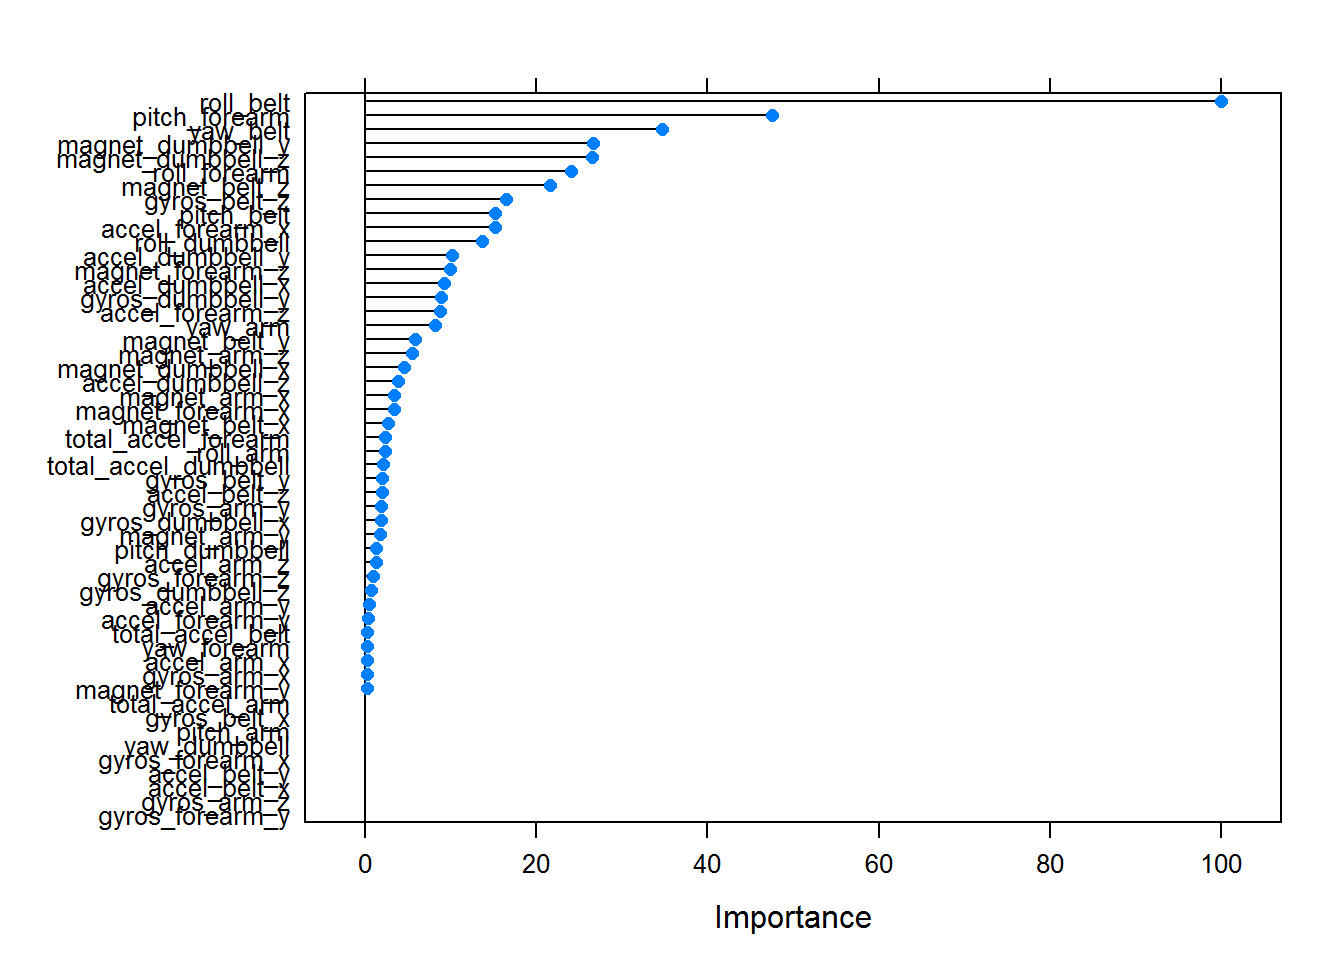 roll_belt
pitch_forearm
yaw_belt
magnet_dumbbell_y
magnet_dumbbell_z
roll_forearm
magnet_belt_z
gyros_belt_z
pitch_belt
accel_forearm_x
roll_dumbbell
accel_dumbbell_y
magnet_forearm_z
accel_dumbbell_x
gyros_dumbbell_y
accel_forearm_z
yaw_arm
magnet_belt_y
magnet_arm_z
magnet_dumbbell_x
accel_dumbbell_z
magnet_arm_x
magnet_forearm_x
magnet_belt_x
total_accel_forearm
roll_arm
total_accel_dumbbell
gyros_belt_y
accel_belt_z
gyros_arm_y
gyros_dumbbell_x
magnet_arm_y
pitch_dumbbell
accel_arm_z
gyros_forearm_z
gyros_dumbbell_z
accel_arm_y
accel_forearm_y
total_accel_belt
yaw_forearm
accel_arm_x
gyros_arm_x
magnet_forearm_y
total_accel_arm
gyros_belt_x
pitch_arm
yaw_dumbbell
gyros_forearm_x
accel_belt_y
accel_belt_x
gyros_arm_z
gyros_forearm_y
0 20 40 60 80 100
Importance